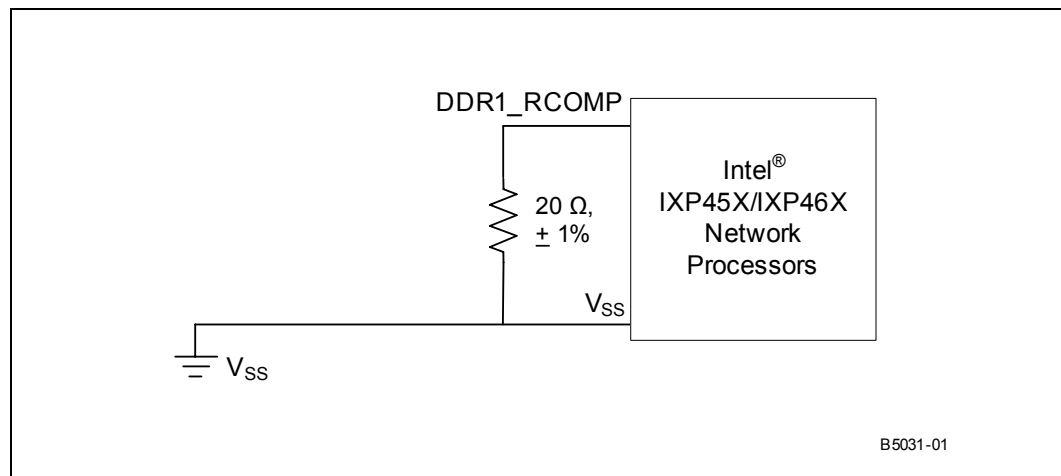 DDR1_RCOMP
Intel®
IXP45X/IXP46X
Network
Processors
20 Ω,
± 1%
VSS
VSS
B5031-01